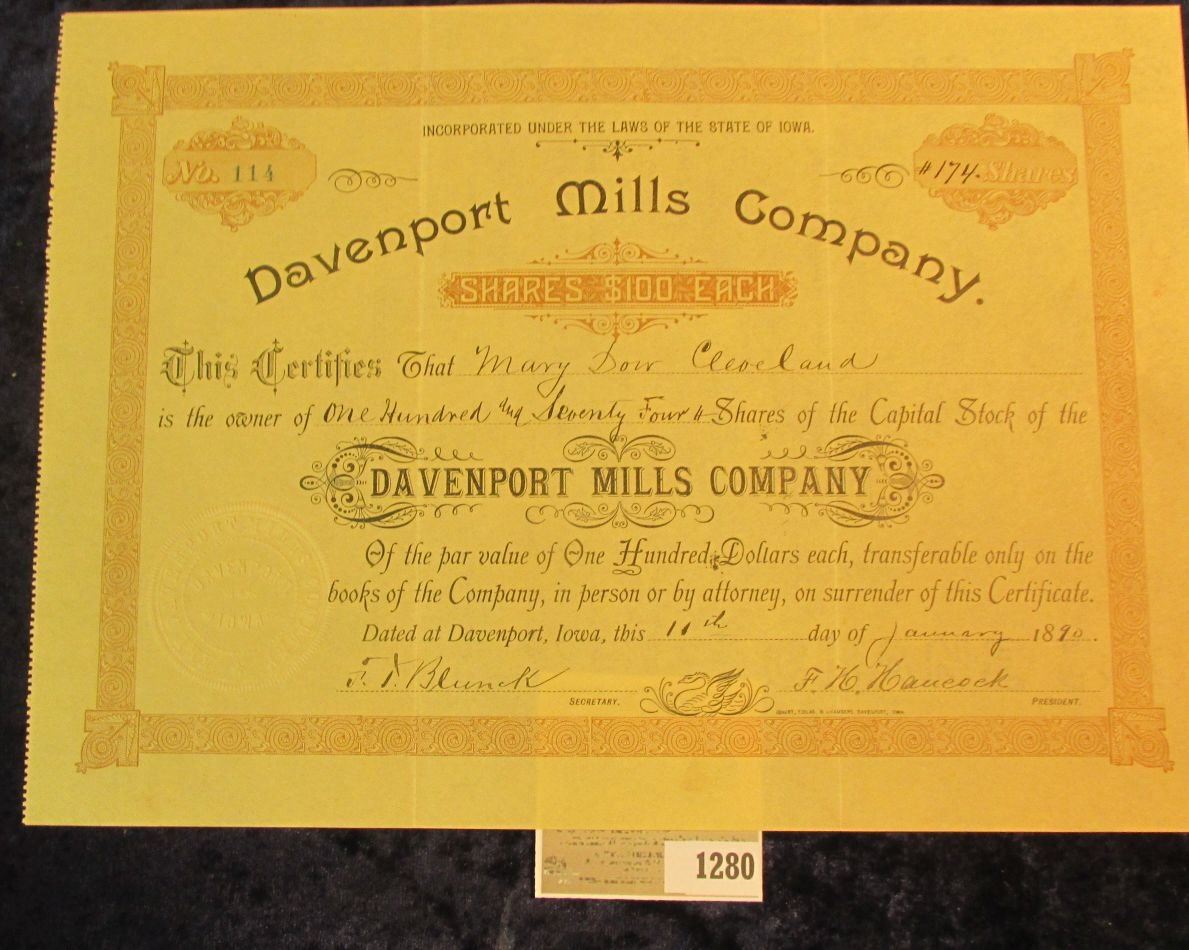 INCORPORATED UNDER THE LAWS OF THE STATE OF IOWA.
No. 114
#174 Shares
Davenport Mills Company.
SHARES $100 EACH
This Certifies That Mary Dow Cleveland
is the owner of One Hundred and Seventy Four Shares of the Capital Stock of the
DAVENPORT MILLS COMPANY
Of the par value of One Hundred Dollars each, transferable only on the
books of the Company, in person or by attorney, on surrender of this Certificate.
Dated at Davenport, Iowa, this 11th day of January 1890.
Blunck
F. H. Hancock
SECRETARY.
PRESIDENT.
DAVENPORT, IOWA.
1280